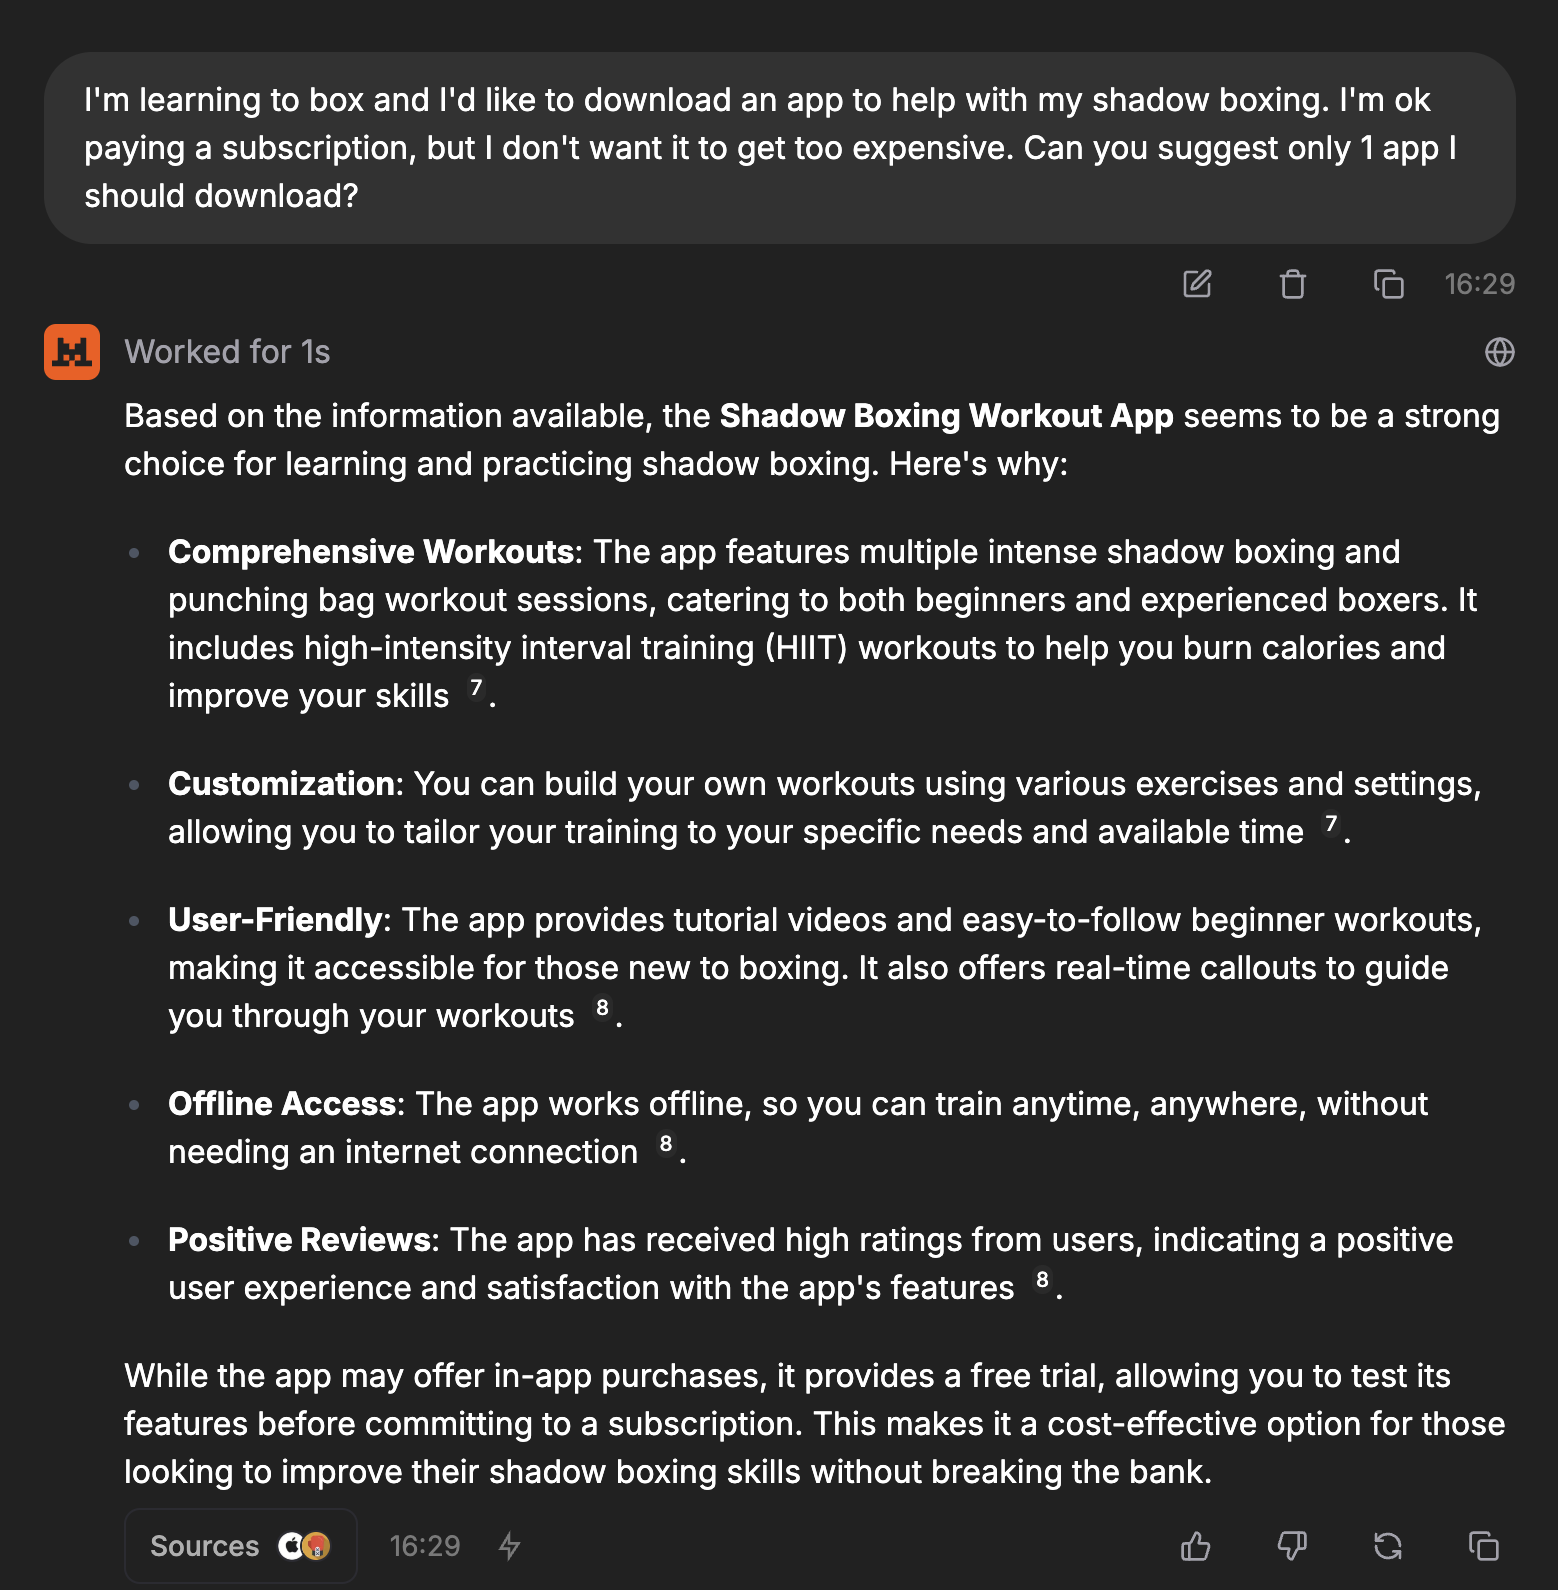 I'm learning to box and I'd like to download an app to help with my shadow boxing. I'm ok
paying a subscription, but I don't want it to get too expensive. Can you suggest only 1 app I
should download?
16:29
Worked for 1s
Based on the information available, the Shadow Boxing Workout App seems to be a strong
choice for learning and practicing shadow boxing. Here's why:
• Comprehensive Workouts: The app features multiple intense shadow boxing and
punching bag workout sessions, catering to both beginners and experienced boxers. It
includes high-intensity interval training (HIIT) workouts to help you burn calories and
improve your skills 7.
• Customization: You can build your own workouts using various exercises and settings,
allowing you to tailor your training to your specific needs and available time 7.
• User-Friendly: The app provides tutorial videos and easy-to-follow beginner workouts,
making it accessible for those new to boxing. It also offers real-time callouts to guide
you through your workouts 8.
• Offline Access: The app works offline, so you can train anytime, anywhere, without
needing an internet connection 8.
• Positive Reviews: The app has received high ratings from users, indicating a positive
user experience and satisfaction with the app's features 8.
While the app may offer in-app purchases, it provides a free trial, allowing you to test its
features before committing to a subscription. This makes it a cost-effective option for those
looking to improve their shadow boxing skills without breaking the bank.
Sources 16:29